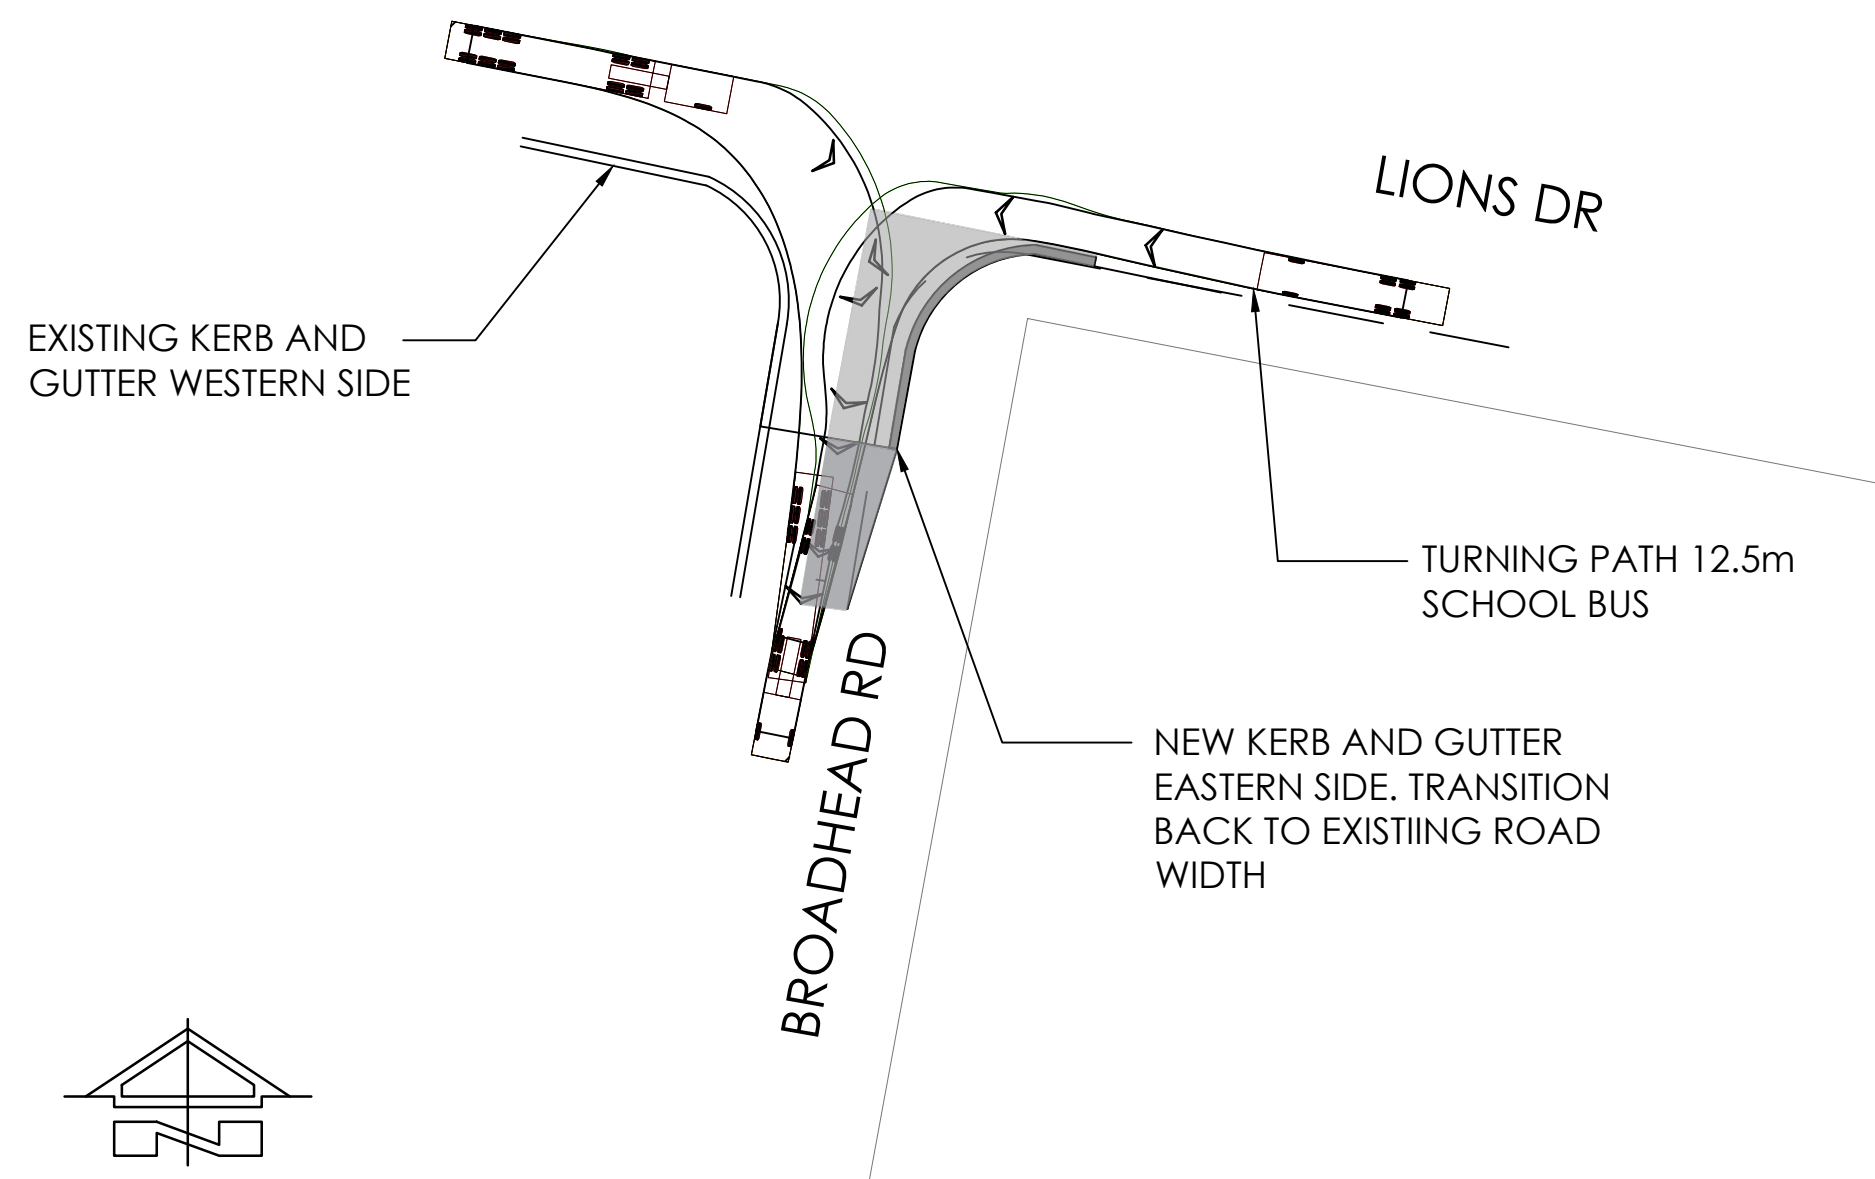 LIONS DR
EXISTING KERB AND
GUTTER WESTERN SIDE
TURNING PATH 12.5m
SCHOOL BUS
BROADHEAD RD
NEW KERB AND GUTTER
EASTERN SIDE. TRANSITION
BACK TO EXISTIING ROAD
WIDTH
N